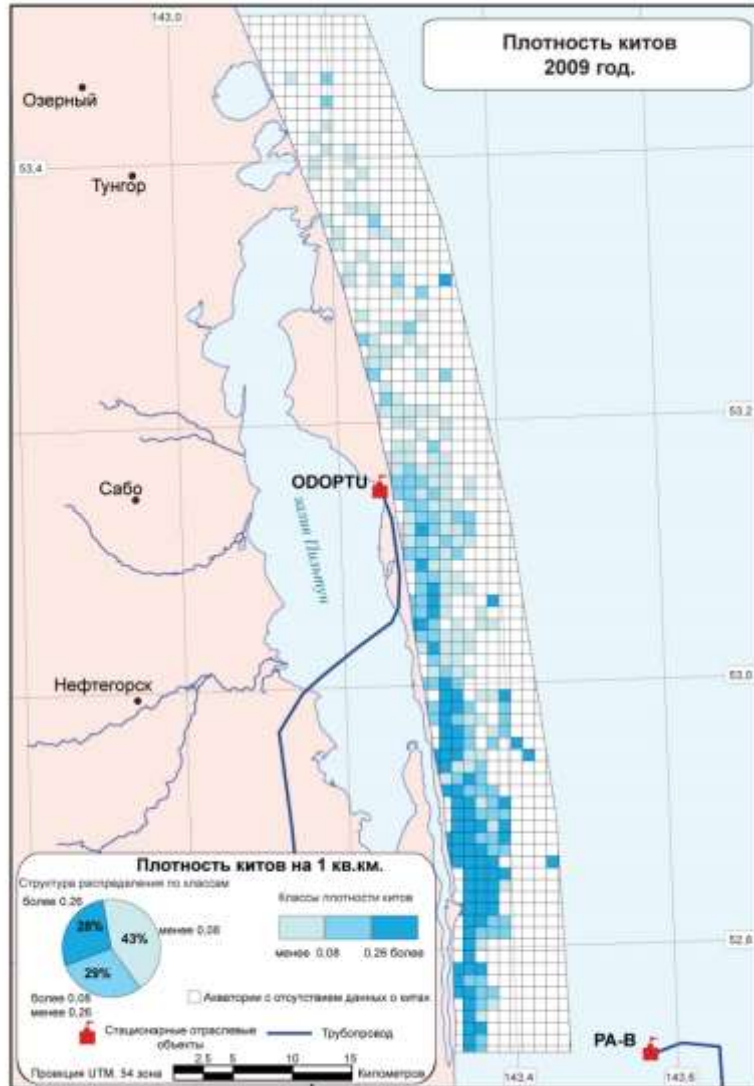 143,0
Плотность китов
2009 год.
Озерный
53,4
Тунгор
53,2
ODOPTU
Сабо
залив Пильтун
53,0
Нефтегорск
Плотность китов на 1 кв.км.
Структура распределения по классам
более 0,26
28%
43%
менее 0,08
29%
более 0,08
менее 0,26
Классы плотности китов
менее 0,08 0,26 более
Акватории с отсутствием данных о китах
Стационарные отраслевые
объекты
Трубопровод
2.5 5 10 15
Проекция UTM. 54 зона
Километров
52,8
PA-B
143,4
143,6